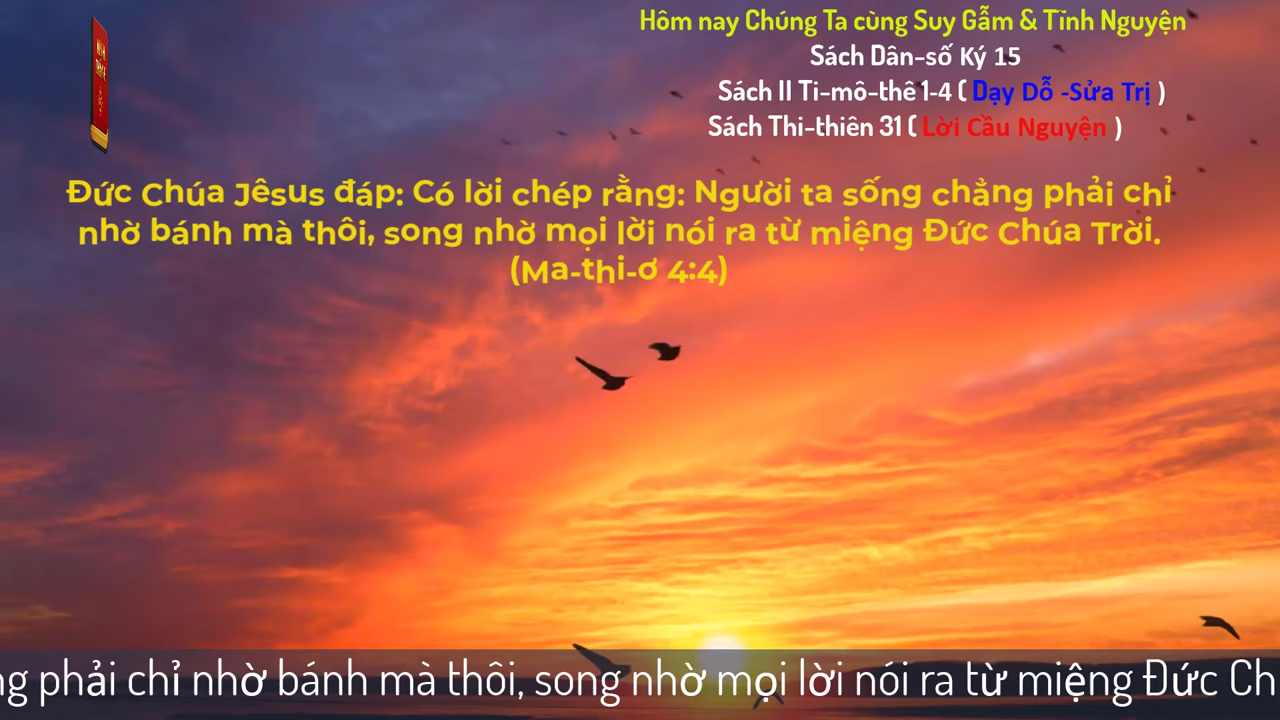 Hôm nay Chúng Ta cùng Suy Gẫm & Tĩnh Nguyện
Sách Dân-số Ký 15
Sách II Ti-mô-thê 1-4 ( Dạy Dỗ -Sửa Trị )
Sách Thi-thiên 31 ( Lời Cầu Nguyện )
Đức Chúa Jêsus đáp: Có lời chép rằng: Người ta sống chẳng phải chỉ
nhờ bánh mà thôi, song nhờ mọi lời nói ra từ miệng Đức Chúa Trời.
(Ma-thi-ơ 4:4)
ng phải chỉ nhờ bánh mà thôi, song nhờ mọi lời nói ra từ miệng Đức Ch